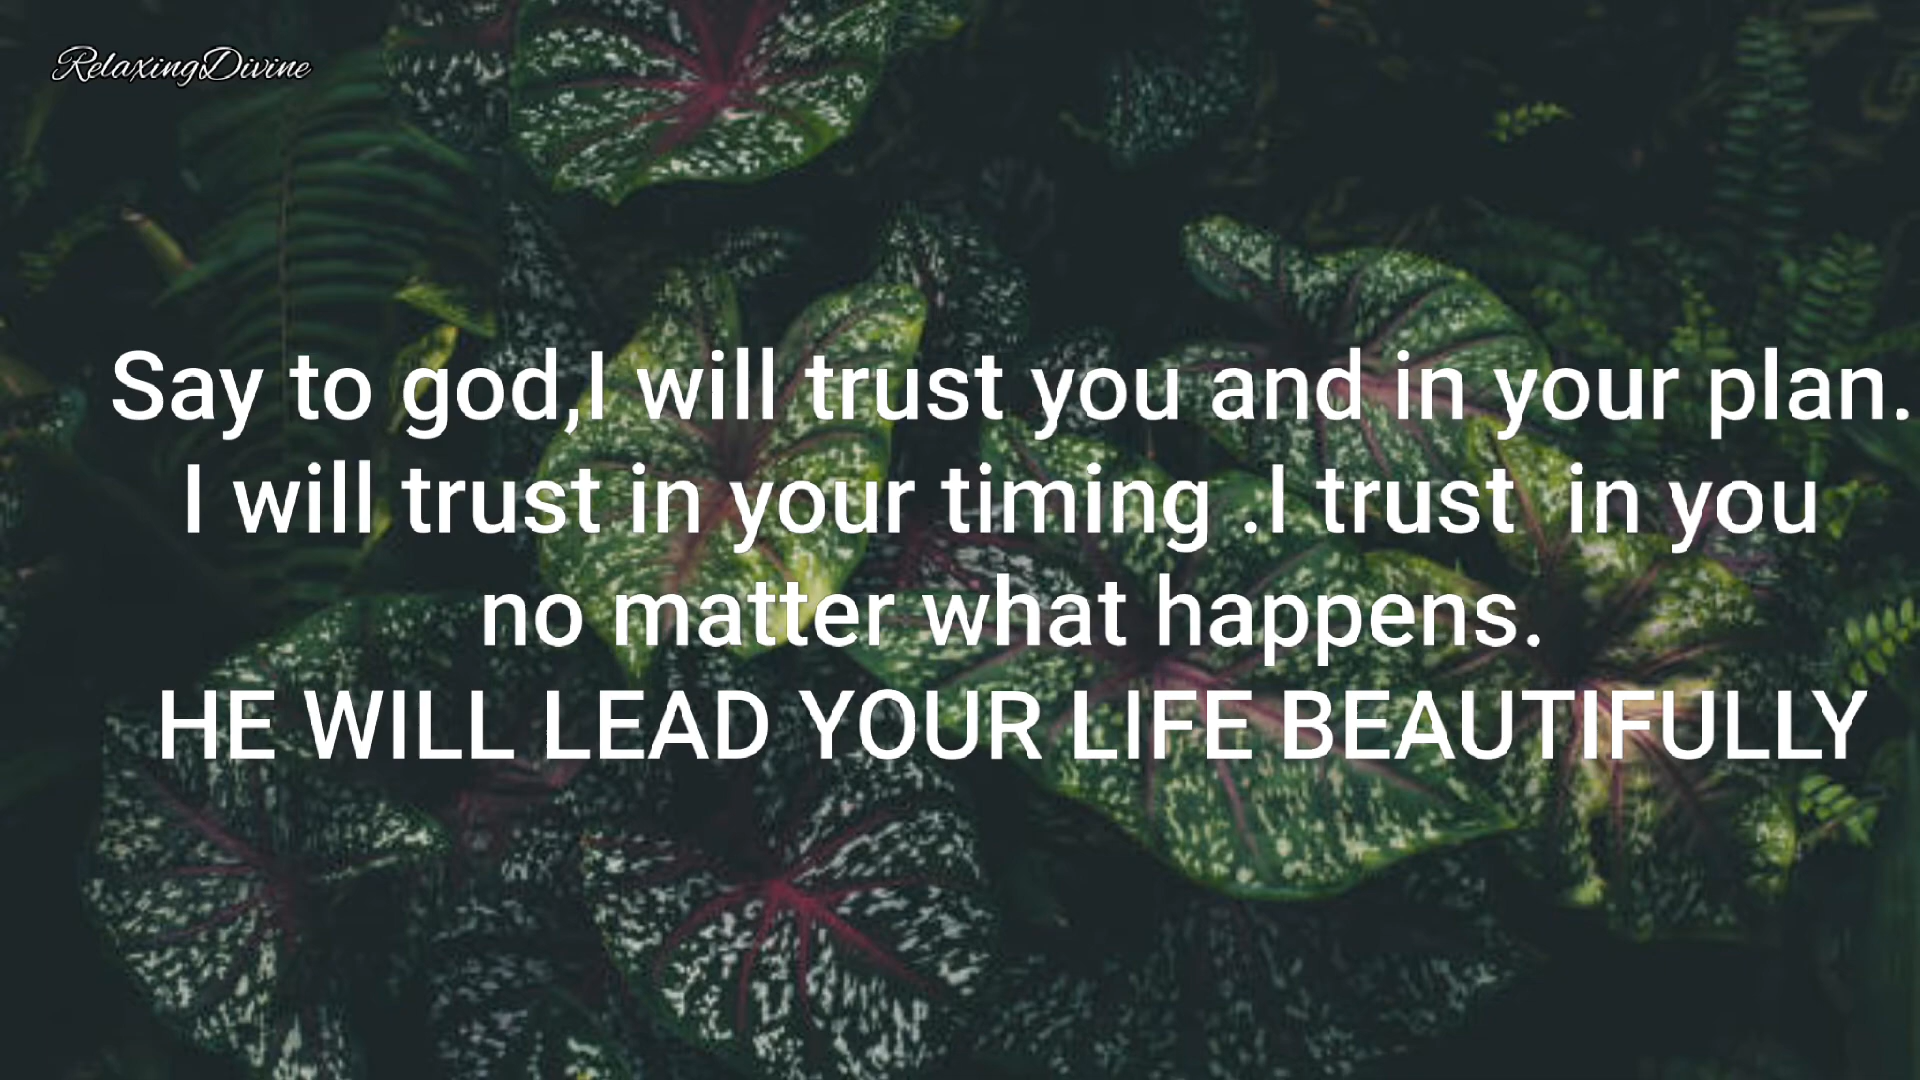 RelaxingDivine
Say to god,I will trust you and in your plan.
I will trust in your timing .I trust  in you
no matter what happens.
HE WILL LEAD YOUR LIFE BEAUTIFULLY